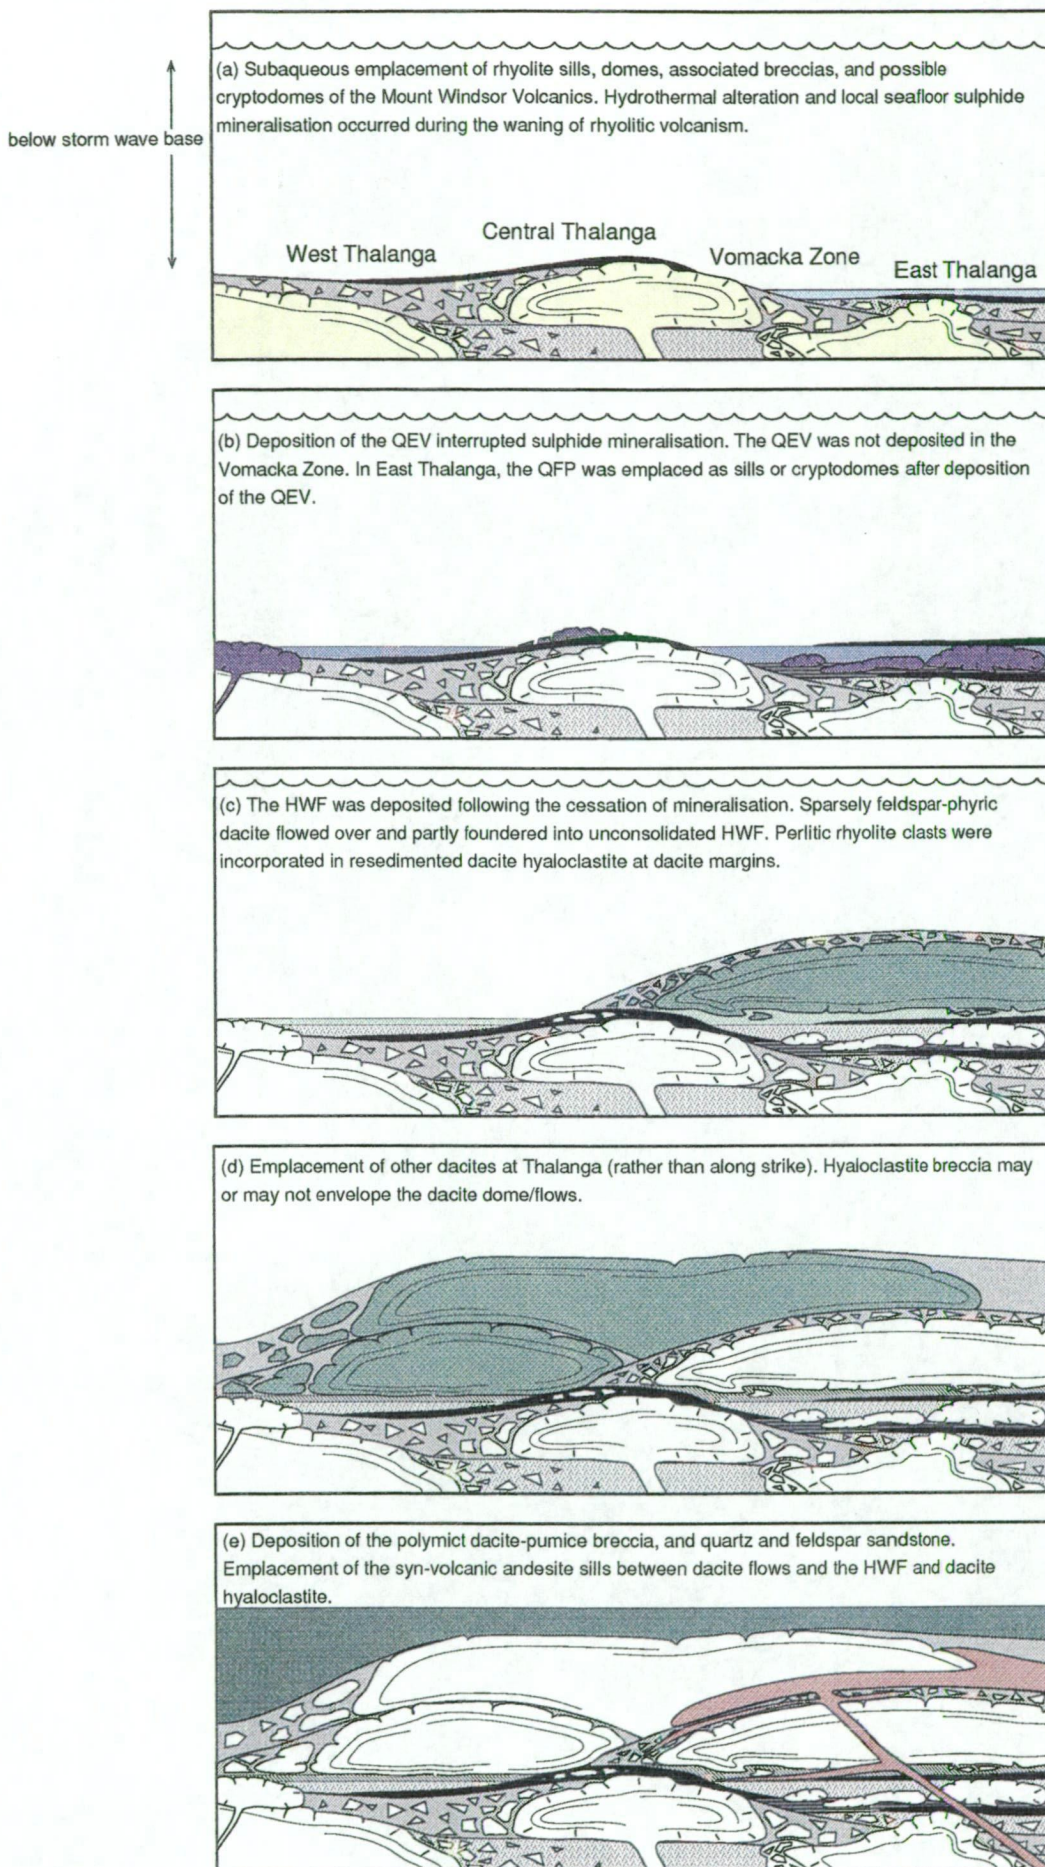 (a) Subaqueous emplacement of rhyolite sills, domes, associated breccias, and possible
cryptodomes of the Mount Windsor Volcanics. Hydrothermal alteration and local seafloor sulphide
mineralisation occurred during the waning of rhyolitic volcanism.
below storm wave base
West Thalanga
Central Thalanga
Vomacka Zone
East Thalanga
(b) Deposition of the QEV interrupted sulphide mineralisation. The QEV was not deposited in the
Vomacka Zone. In East Thalanga, the QFP was emplaced as sills or cryptodomes after deposition
of the QEV.
(c) The HWF was deposited following the cessation of mineralisation. Sparsely feldspar-phyric
dacite flowed over and partly foundered into unconsolidated HWF. Perlitic rhyolite clasts were
incorporated in resedimented dacite hyaloclastite at dacite margins.
(d) Emplacement of other dacites at Thalanga (rather than along strike). Hyaloclastite breccia may
or may not envelope the dacite dome/flows.
(e) Deposition of the polymict dacite-pumice breccia, and quartz and feldspar sandstone.
Emplacement of the syn-volcanic andesite sills between dacite flows and the HWF and dacite
hyaloclastite.